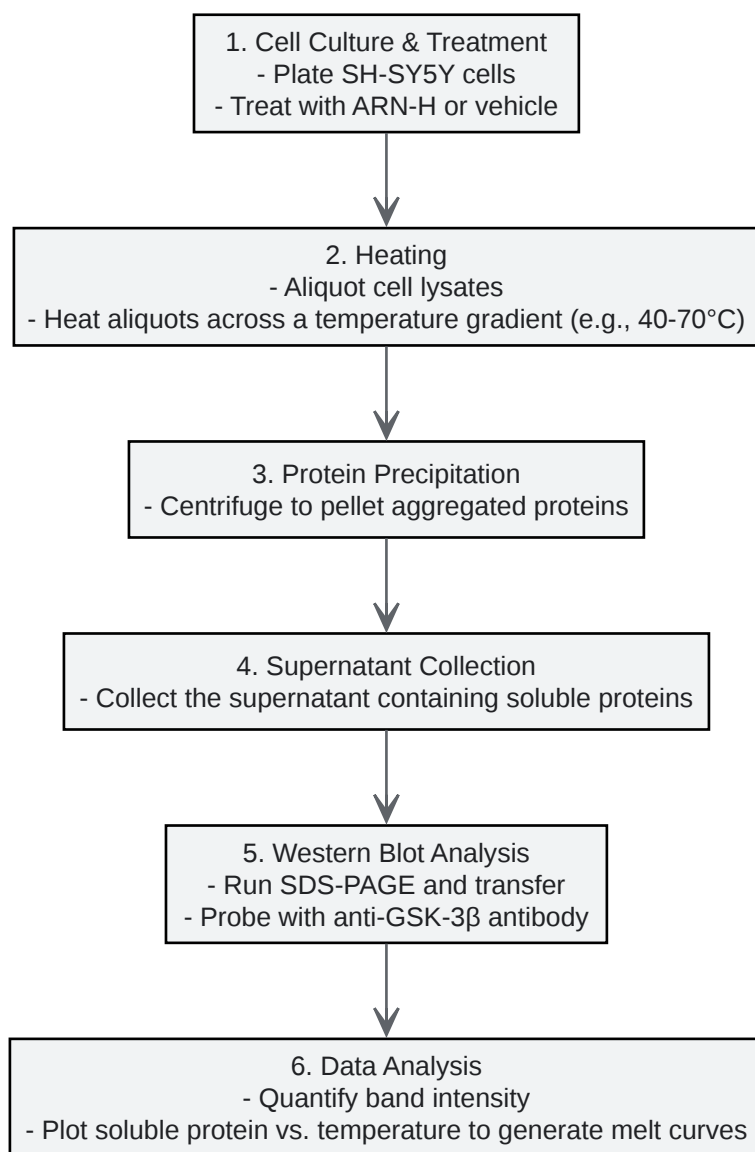 1. Cell Culture & Treatment
- Plate SH-SY5Y cells
- Treat with ARN-H or vehicle
2. Heating
- Aliquot cell lysates
- Heat aliquots across a temperature gradient (e.g., 40-70°C)
3. Protein Precipitation
- Centrifuge to pellet aggregated proteins
4. Supernatant Collection
- Collect the supernatant containing soluble proteins
5. Western Blot Analysis
- Run SDS-PAGE and transfer
- Probe with anti-GSK-3β antibody
6. Data Analysis
- Quantify band intensity
- Plot soluble protein vs. temperature to generate melt curves